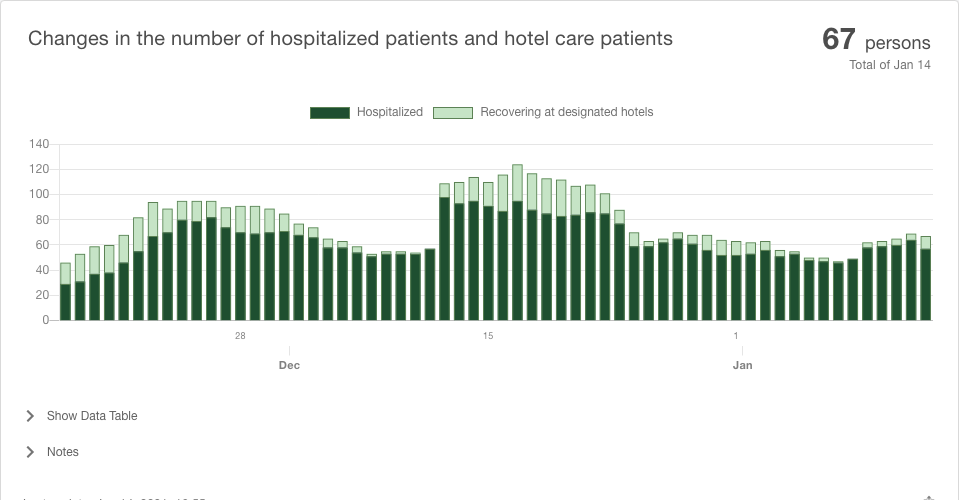 Changes in the number of hospitalized patients and hotel care patients
67 persons
Total of Jan 14
Hospitalized Recovering at designated hotels
140
120
100
80
60
40
20
0
28 15 1
Dec Jan
Show Data Table
Notes